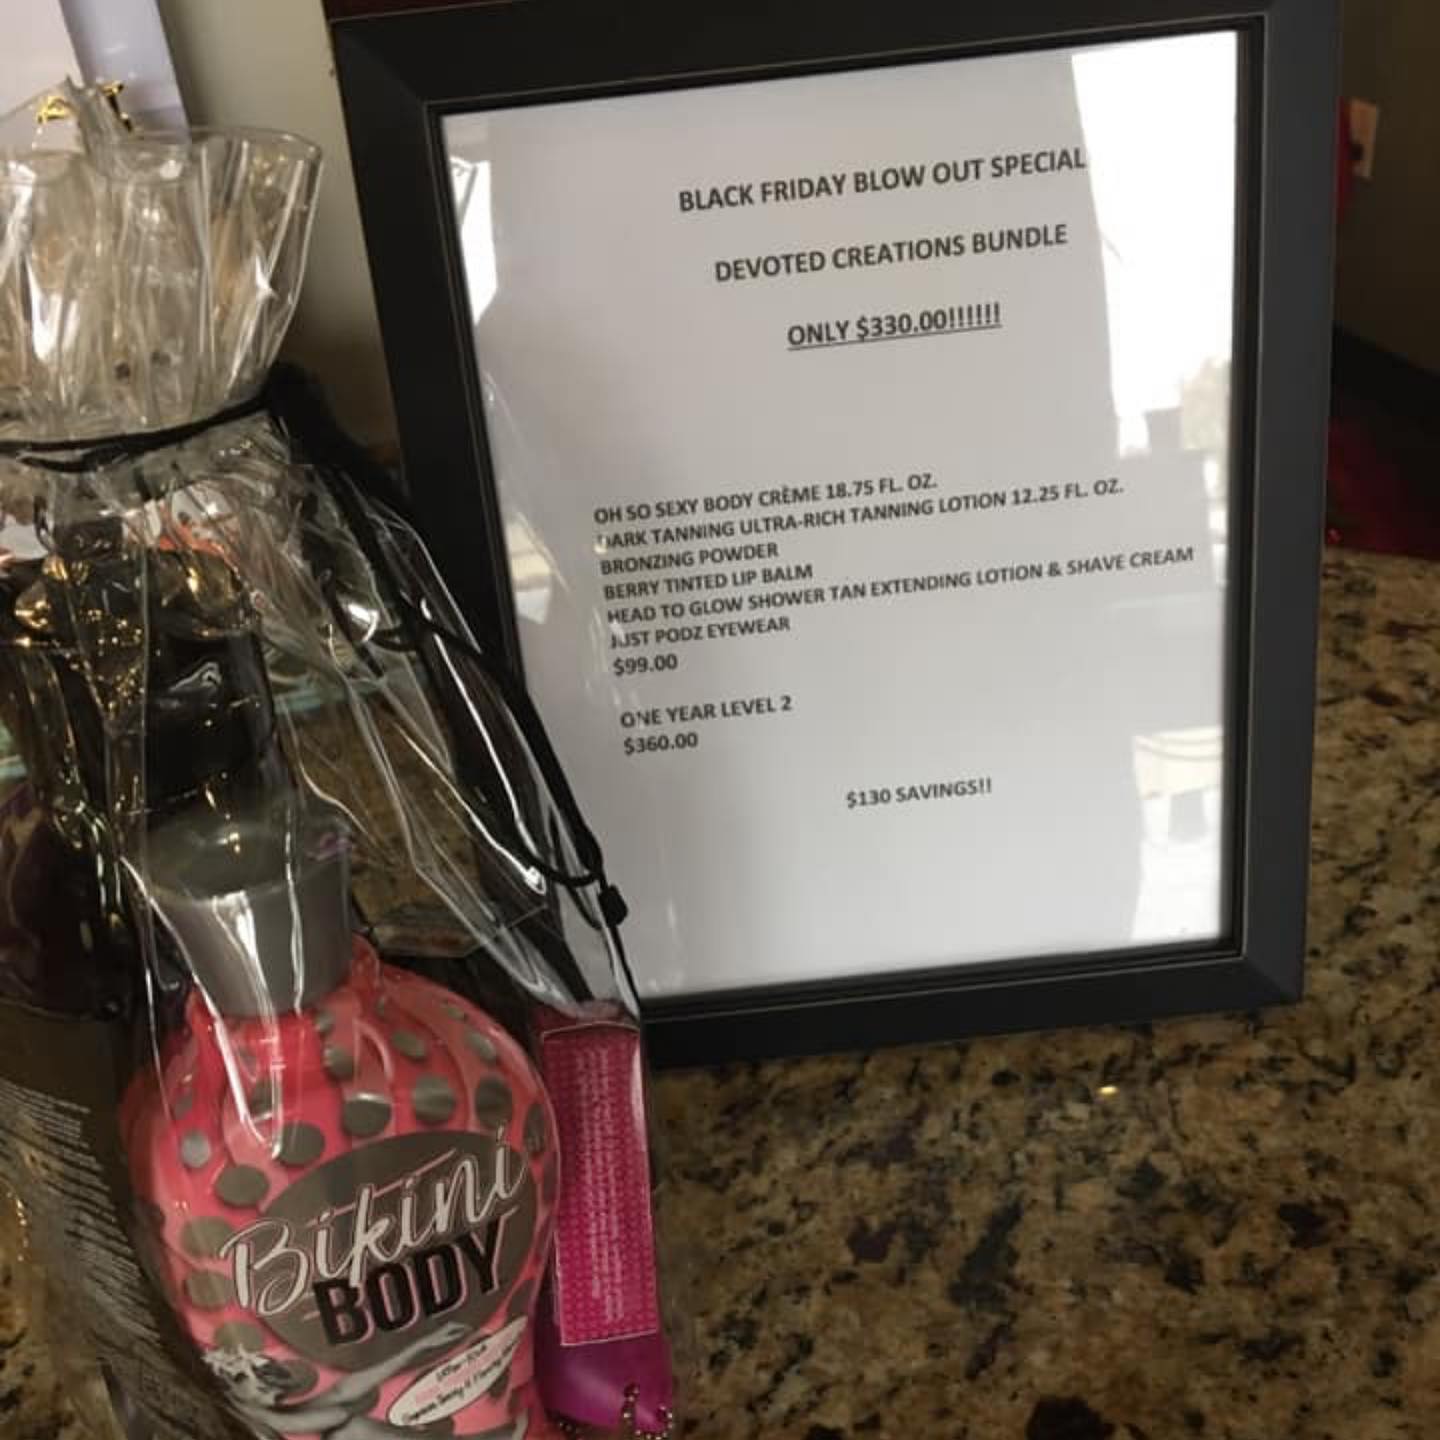 BLACK FRIDAY BLOW OUT SPECIAL
DEVOTED CREATIONS BUNDLE
ONLY $330.00!!!!!!
OH SO SEXY BODY CRÈME 18.75 FL. OZ.
DARK TANNING ULTRA-RICH TANNING LOTION 12.25 FL. OZ.
BRONZING POWDER
BERRY TINTED LIP BALM
HEAD TO GLOW SHOWER TAN EXTENDING LOTION & SHAVE CREAM
JUST PODZ EYEWEAR
$99.00
ONE YEAR LEVEL 2
$360.00
$130 SAVINGS!!
Bikini
BODY